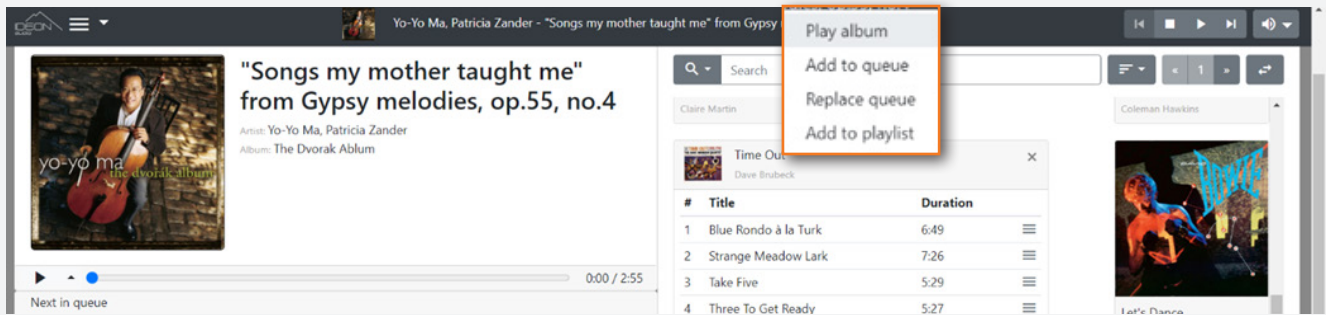 IDEON
Yo-Yo Ma, Patricia Zander - "Songs my mother taught me" from Gypsy
Play album
Add to queue
Replace queue
Add to playlist
yo-yo ma
the dvořák album
"Songs my mother taught me"
from Gypsy melodies, op.55, no.4
Artist: Yo-Yo Ma, Patricia Zander
Album: The Dvorak Ablum
0:00 / 2:55
Next in queue
Search
« 1 »
Claire Martin
Coleman Hawkins
Time Out
Dave Brubeck
# Title Duration
1 Blue Rondo à la Turk 6:49
2 Strange Meadow Lark 7:26
3 Take Five 5:29
4 Three To Get Ready 5:27
BOWIE
Let's Dance